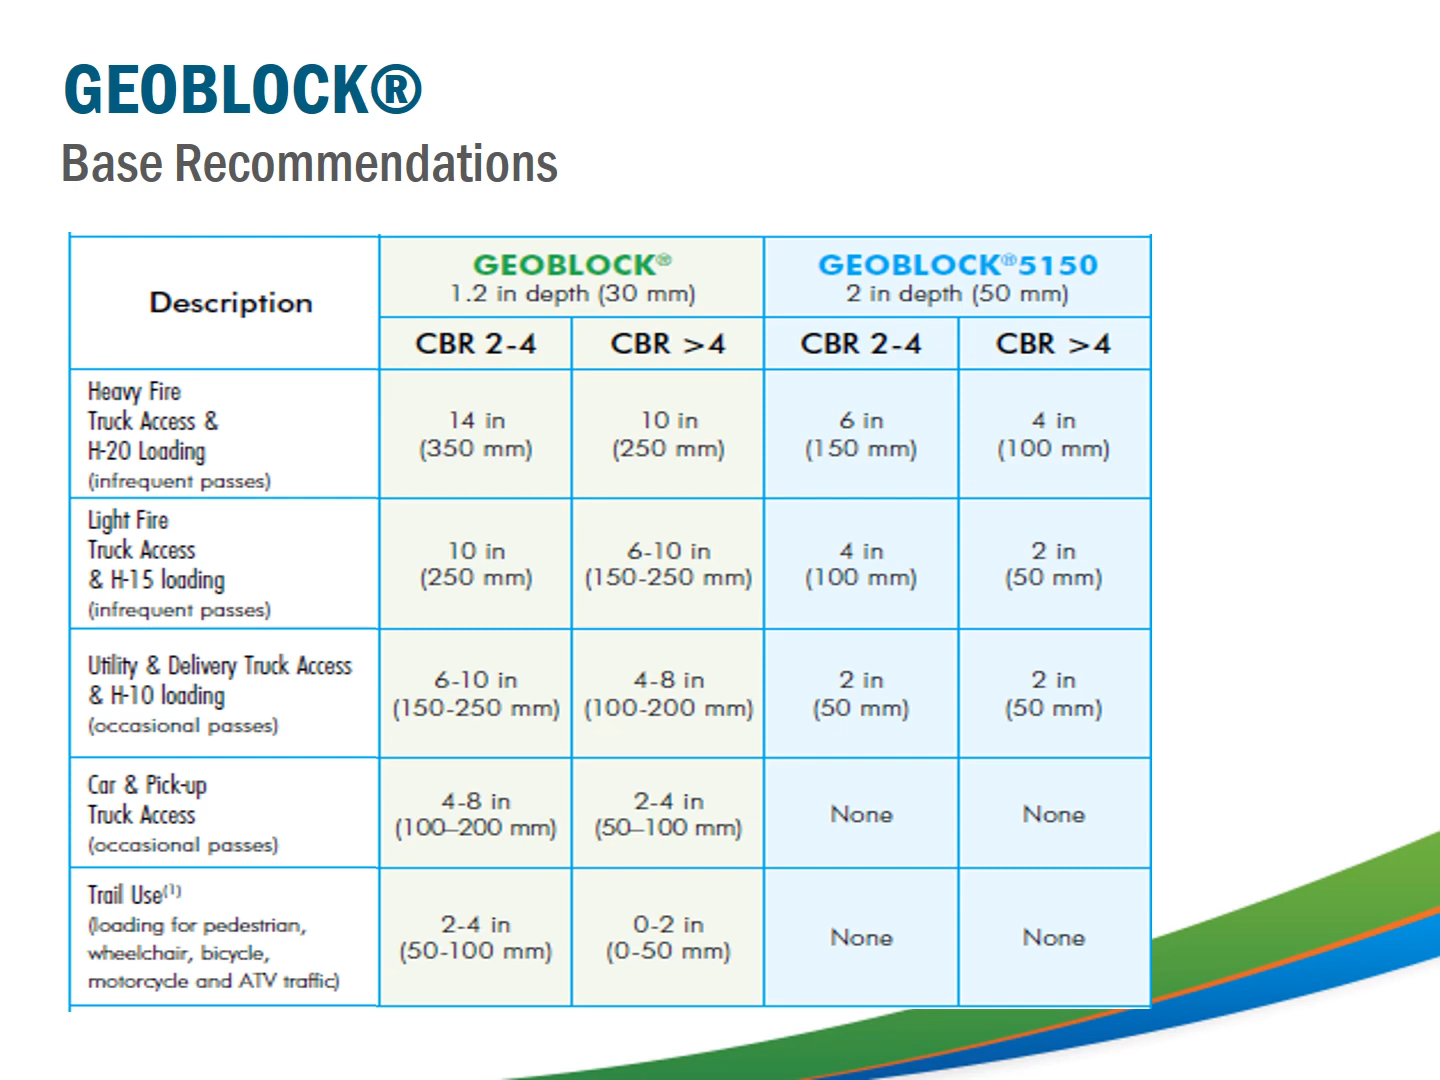 GEOBLOCK®
Base Recommendations
Description
GEOBLOCK®
1.2 in depth (30 mm)
GEOBLOCK®5150
2 in depth (50 mm)
CBR 2-4
CBR >4
CBR 2-4
CBR >4
Heavy Fire
Truck Access &
H-20 Loading
(infrequent passes)
14 in
(350 mm)
10 in
(250 mm)
6 in
(150 mm)
4 in
(100 mm)
Light Fire
Truck Access
& H-15 loading
(infrequent passes)
10 in
(250 mm)
6-10 in
(150-250 mm)
4 in
(100 mm)
2 in
(50 mm)
Utility & Delivery Truck Access
& H-10 loading
(occasional passes)
6-10 in
(150-250 mm)
4-8 in
(100-200 mm)
2 in
(50 mm)
2 in
(50 mm)
Car & Pick-up
Truck Access
(occasional passes)
4-8 in
(100–200 mm)
2-4 in
(50–100 mm)
None
None
Trail Use(1)
(loading for pedestrian,
wheelchair, bicycle,
motorcycle and ATV traffic)
2-4 in
(50-100 mm)
0-2 in
(0-50 mm)
None
None